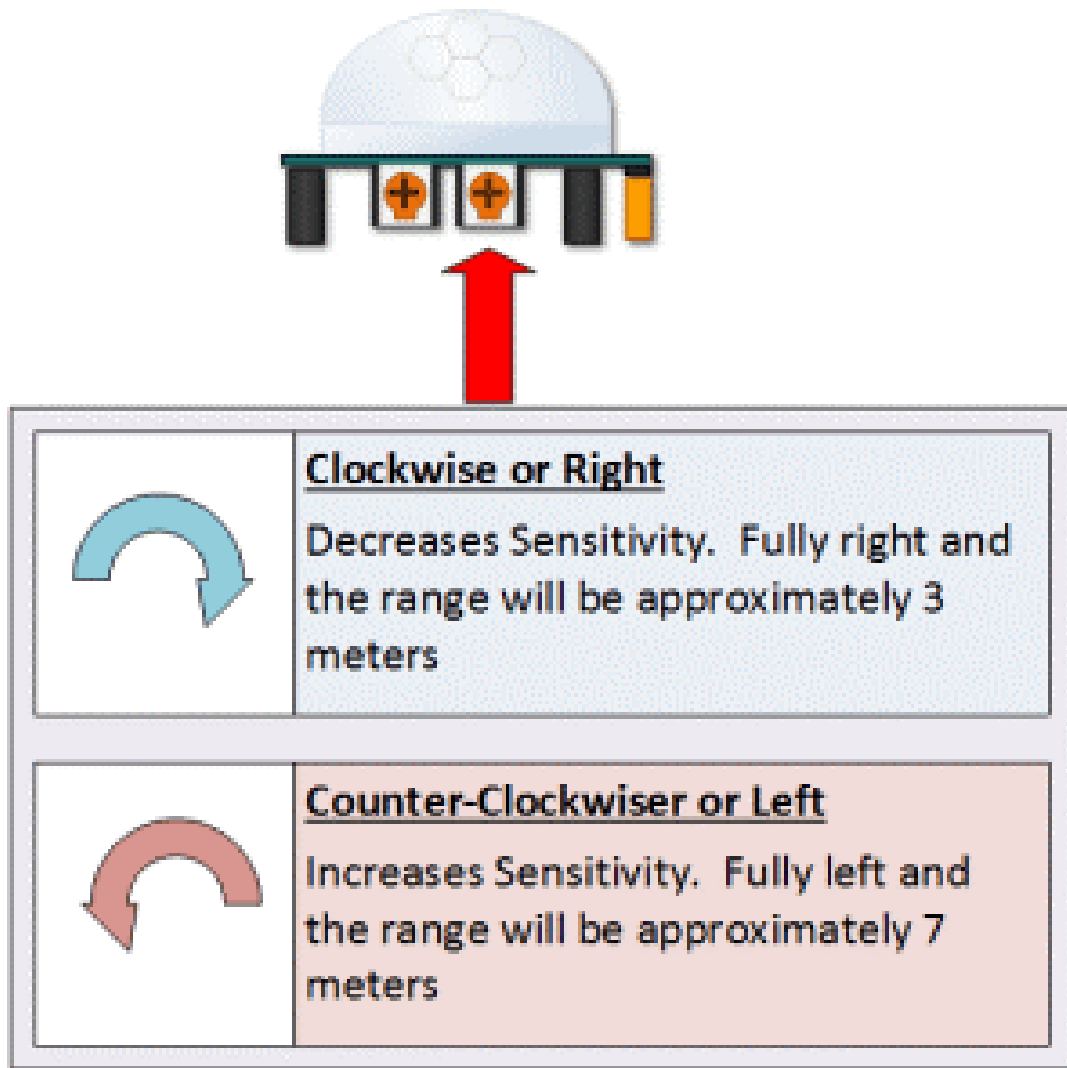 Clockwise or Right
Decreases Sensitivity. Fully right and
the range will be approximately 3
meters
Counter-Clockwiser or Left
Increases Sensitivity. Fully left and
the range will be approximately 7
meters